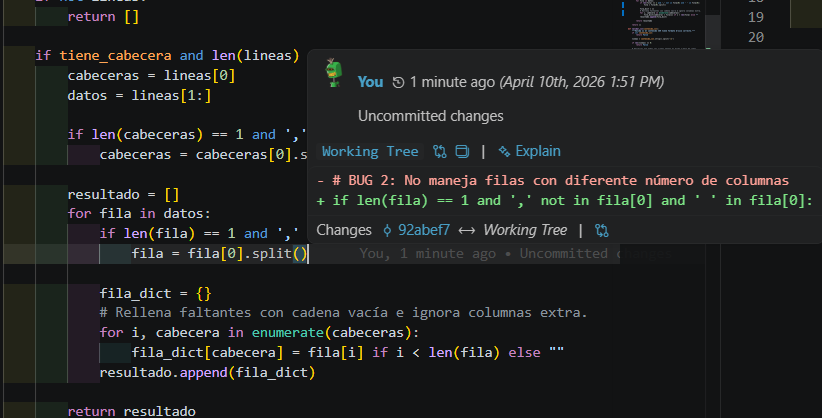 return []
18
19
20
if tiene_cabecera and len(lineas)
cabeceras = lineas[0]
datos = lineas[1:]
if len(cabeceras) == 1 and ','
cabeceras = cabeceras[0].s
resultado = []
for fila in datos:
if len(fila) == 1 and ','
fila = fila[0].split()
You, 1 minute ago • Uncommitted
fila_dict = {}
# Rellena faltantes con cadena vacía e ignora columnas extra.
for i, cabecera in enumerate(cabeceras):
fila_dict[cabecera] = fila[i] if i < len(fila) else ""
resultado.append(fila_dict)
return resultado
You 1 minute ago (April 10th, 2026 1:51 PM)
Uncommitted changes
Working Tree | Explain
- # BUG 2: No maneja filas con diferente número de columnas
+ if len(fila) == 1 and ',' not in fila[0] and ' ' in fila[0]:
Changes 92abef7 ↔ Working Tree |